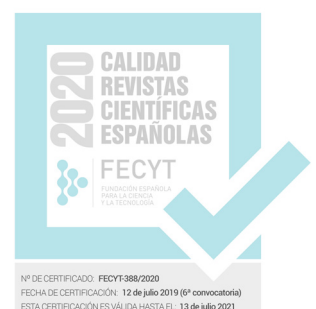 2020
CALIDAD
REVISTAS
CIENTÍFICAS
ESPAÑOLAS
FECYT
FUNDACIÓN ESPAÑOLA
PARA LA CIENCIA
Y LA TECNOLOGÍA
Nº DE CERTIFICADO: FECYT-388/2020
FECHA DE CERTIFICACIÓN: 12 de julio 2019 (6ª convocatoria)
ESTA CERTIFICACIÓN ES VÁLIDA HASTA EL: 13 de julio 2021